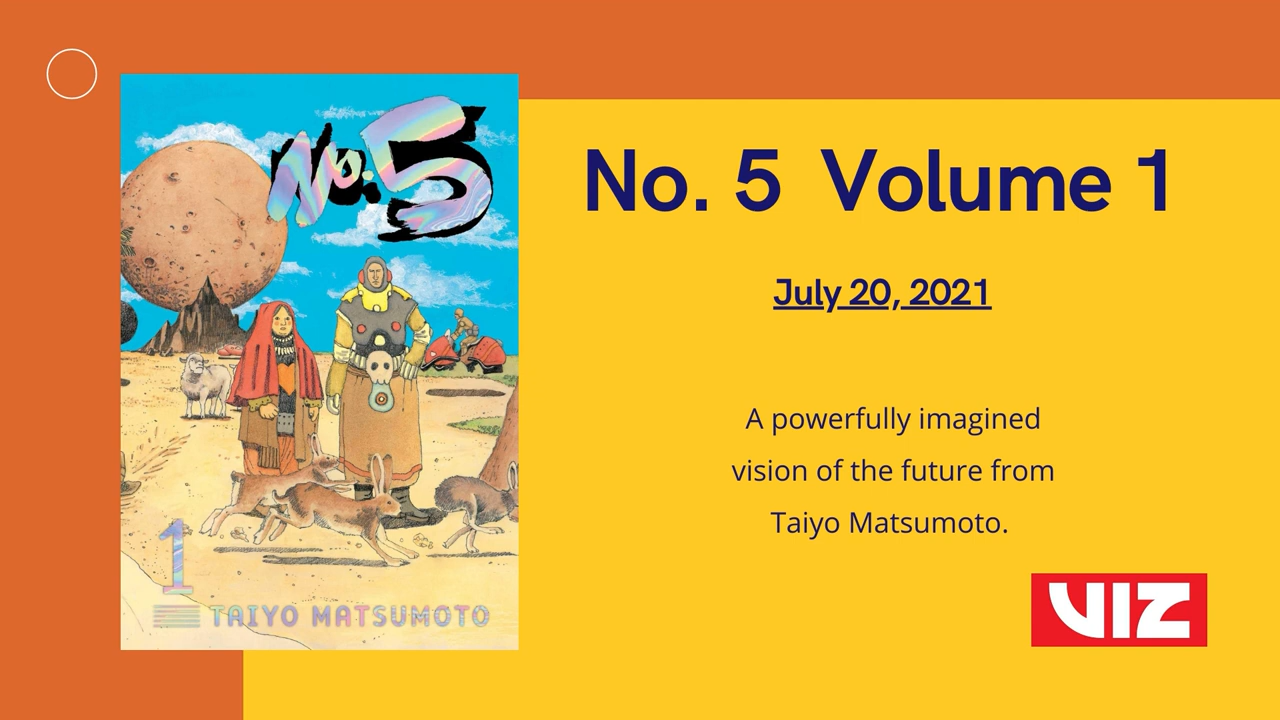 No.5
1
TAIYO MATSUMOTO
No. 5 Volume 1
July 20, 2021
A powerfully imagined
vision of the future from
Taiyo Matsumoto.
VIZ